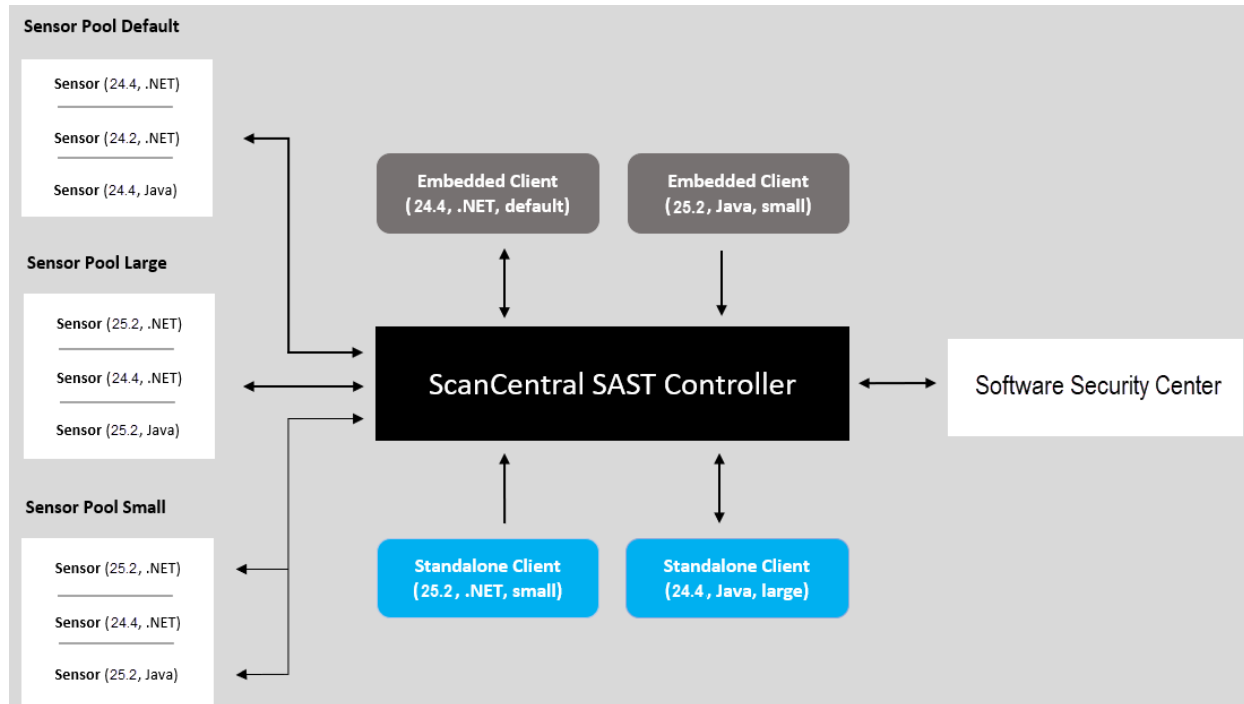 Sensor Pool Default
Sensor (24.4, .NET)
Sensor (24.2, .NET)
Sensor (24.4, Java)
Sensor Pool Large
Sensor (25.2, .NET)
Sensor (24.4, .NET)
Sensor (25.2, Java)
Sensor Pool Small
Sensor (25.2, .NET)
Sensor (24.4, .NET)
Sensor (25.2, Java)
Embedded Client
(24.4, .NET, default)
Embedded Client
(25.2, Java, small)
ScanCentral SAST Controller
Standalone Client
(25.2, .NET, small)
Standalone Client
(24.4, Java, large)
Software Security Center